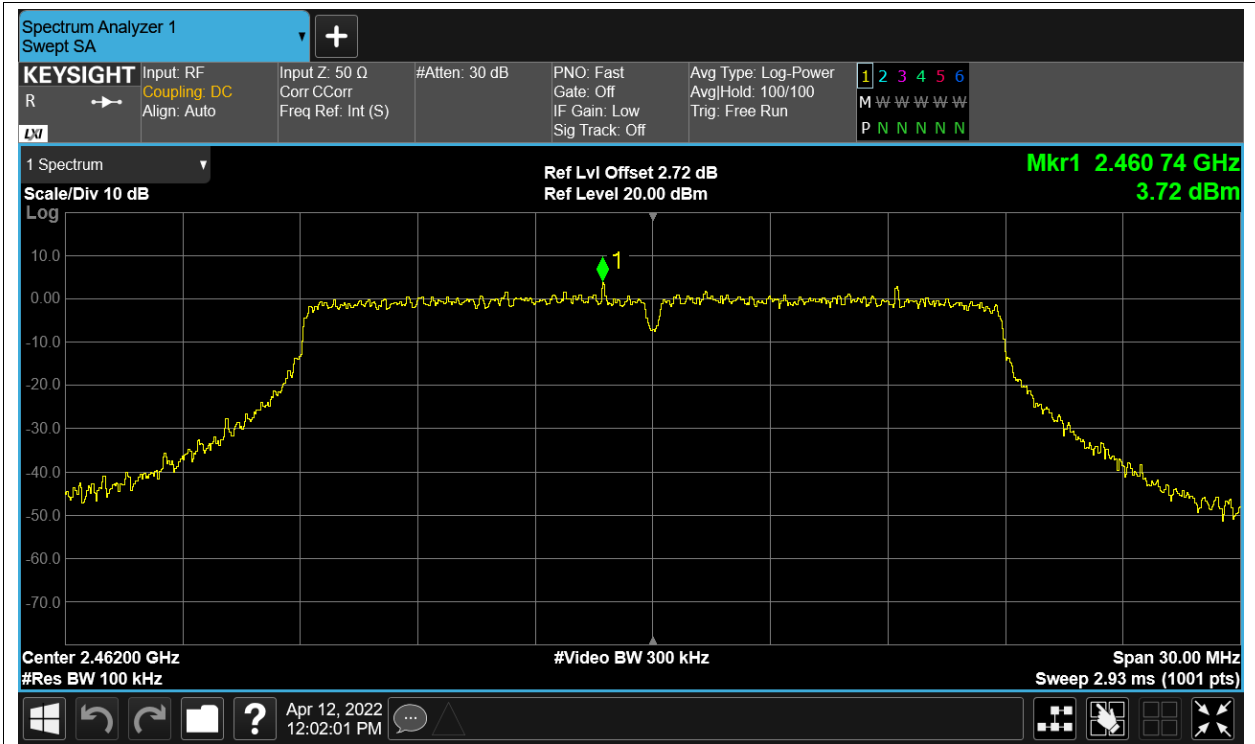 Spectrum Analyzer 1
Swept SA
KEYSIGHT
R
LXI
Input: RF
Coupling: DC
Align: Auto
Input Z: 50 Ω
Corr CCorr
Freq Ref: Int (S)
#Atten: 30 dB
PNO: Fast
Gate: Off
IF Gain: Low
Sig Track: Off
Avg Type: Log-Power
Avg|Hold: 100/100
Trig: Free Run
1 2 3 4 5 6
M W W W W W
P N N N N N
1 Spectrum
Scale/Div 10 dB
Log
Ref Lvl Offset 2.72 dB
Ref Level 20.00 dBm
Mkr1 2.460 74 GHz
3.72 dBm
1
10.0
0.00
-10.0
-20.0
-30.0
-40.0
-50.0
-60.0
-70.0
Center 2.46200 GHz
#Video BW 300 kHz
Span 30.00 MHz
#Res BW 100 kHz
Sweep 2.93 ms (1001 pts)
?
Apr 12, 2022
12:02:01 PM